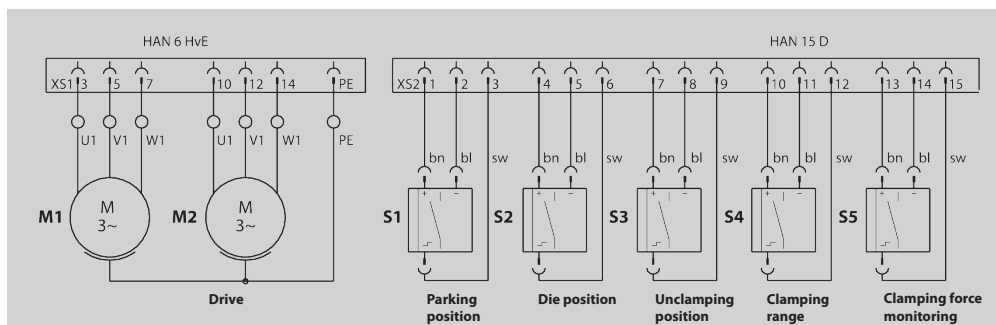 HAN 6 HvE HAN 15 D
XS1 3 5 7 10 12 14 PE XS2 1 2 3 4 5 6 7 8 9 10 11 12 13 14 15
U1 V1 W1 U1 V1 W1 PE
bn bl sw bn bl sw bn bl sw bn bl sw bn bl sw
+ − + − + − + − + −
M1 M 3~ M2 M 3~ S1 S2 S3 S4 S5
Drive
Parking
position
Die position
Unclamping
position
Clamping
range
Clamping force
monitoring